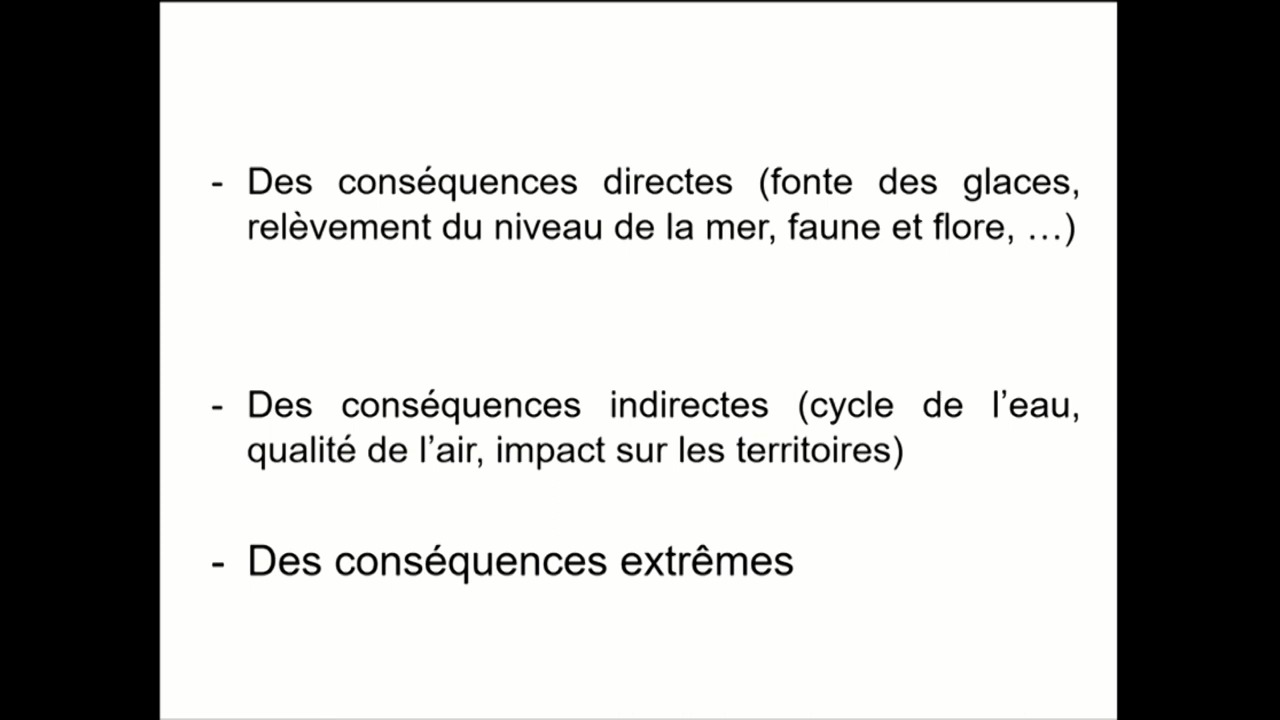 - Des conséquences directes (fonte des glaces,
relèvement du niveau de la mer, faune et flore, …)
- Des conséquences indirectes (cycle de l’eau,
qualité de l’air, impact sur les territoires)
- Des conséquences extrêmes